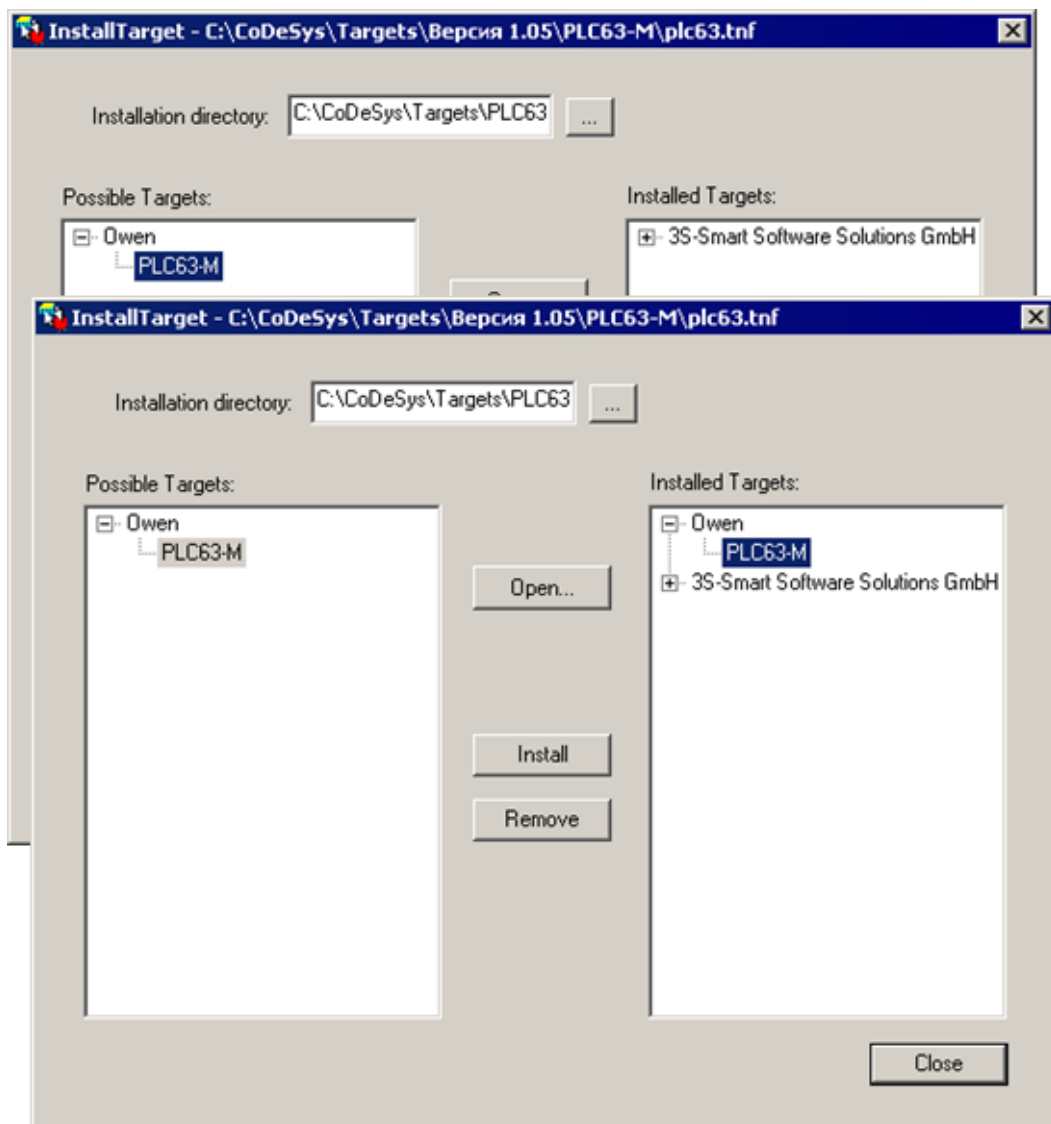 InstallTarget - C:\CoDeSys\Targets\Версия 1.05\PLC63-M\plc63.tnf
Installation directory: C:\CoDeSys\Targets\PLC63 ...
Possible Targets: Installed Targets:
Owen 3S-Smart Software Solutions GmbH
PLC63-M
InstallTarget - C:\CoDeSys\Targets\Версия 1.05\PLC63-M\plc63.tnf
Installation directory: C:\CoDeSys\Targets\PLC63 ...
Possible Targets: Installed Targets:
Owen Owen
PLC63-M PLC63-M
3S-Smart Software Solutions GmbH
Open...
Install
Remove
Close